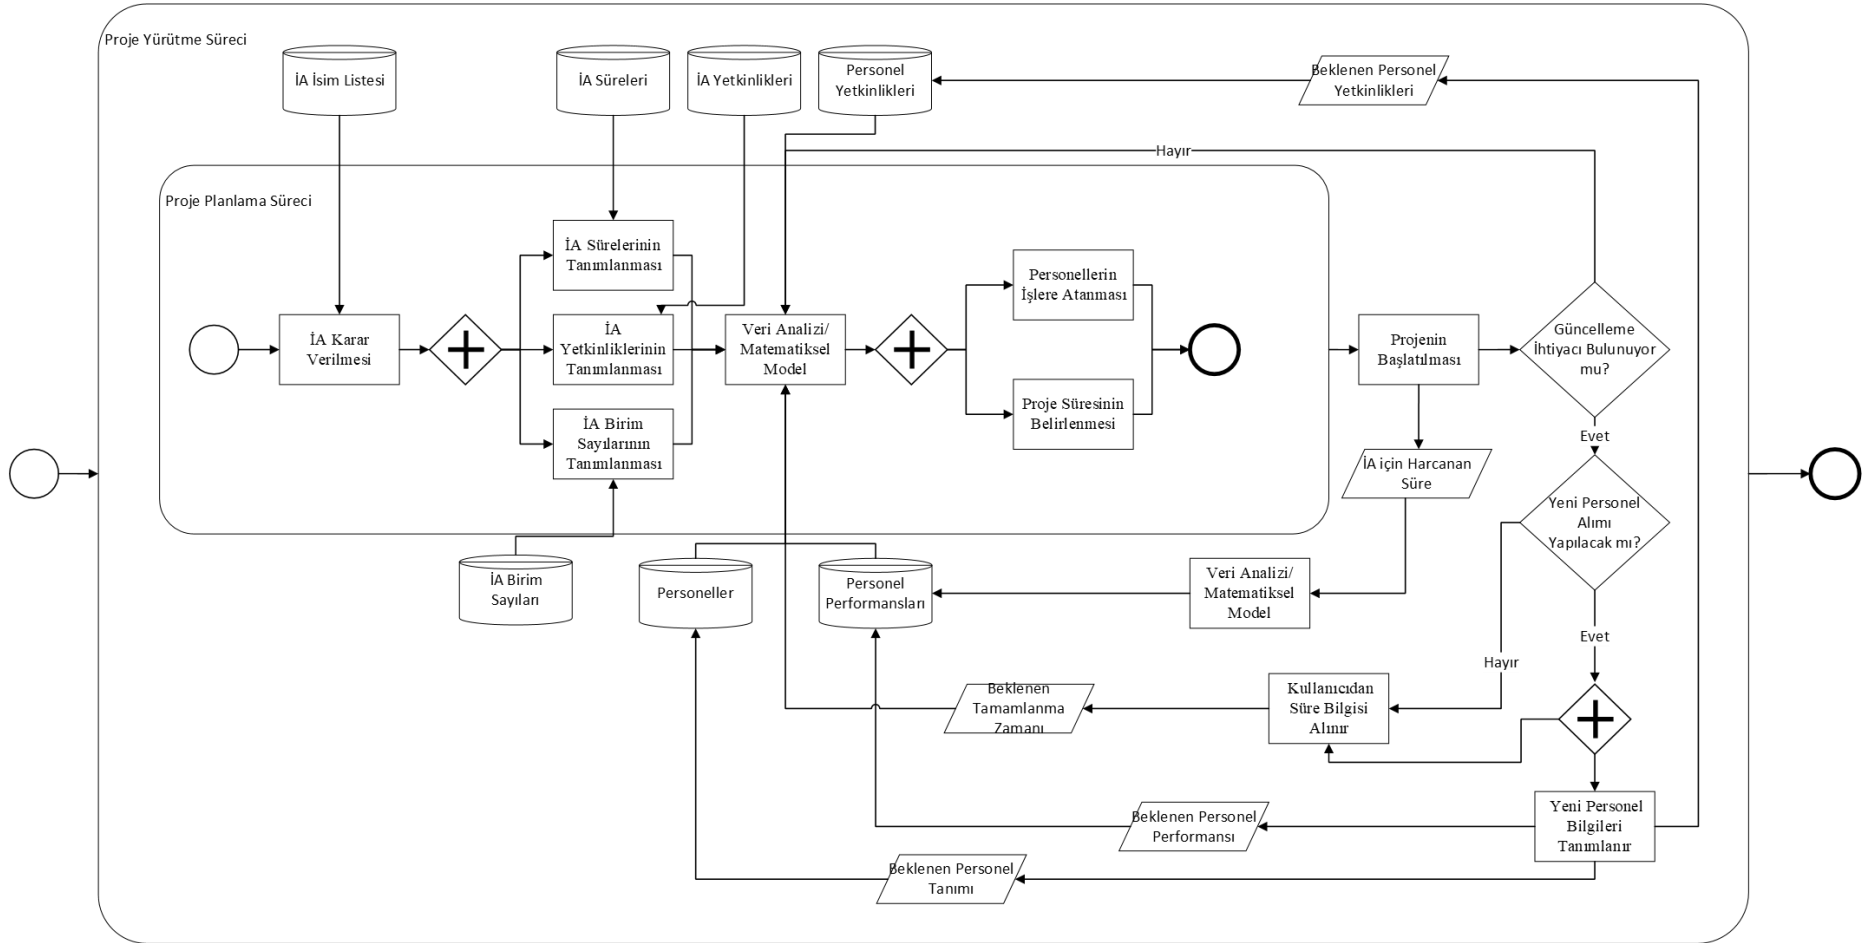 Proje Yürütme Süreci
İA İsim Listesi
İA Süreleri
İA Yetkinlikleri
Personel
Yetkinlikleri
Beklenen Personel
Yetkinlikleri
Hayır
Proje Planlama Süreci
İA Sürelerinin
Tanımlanması
İA Karar
Verilmesi
İA
Yetkinliklerinin
Tanımlanması
İA Birim
Sayılarının
Tanımlanması
Veri Analizi/
Matematiksel
Model
Personellerin
İşlere Atanması
Proje Süresinin
Belirlenmesi
Projenin
Başlatılması
Güncelleme
İhtiyacı Bulunuyor
mu?
Evet
İA için Harcanan
Süre
Yeni Personel
Alımı
Yapılacak mı?
İA Birim
Sayıları
Personeller
Personel
Performansları
Veri Analizi/
Matematiksel
Model
Evet
Hayır
Beklenen
Tamamlanma
Zamanı
Kullanıcıdan
Süre Bilgisi
Alınır
Beklenen Personel
Performansı
Yeni Personel
Bilgileri
Tanımlanır
Beklenen Personel
Tanımı